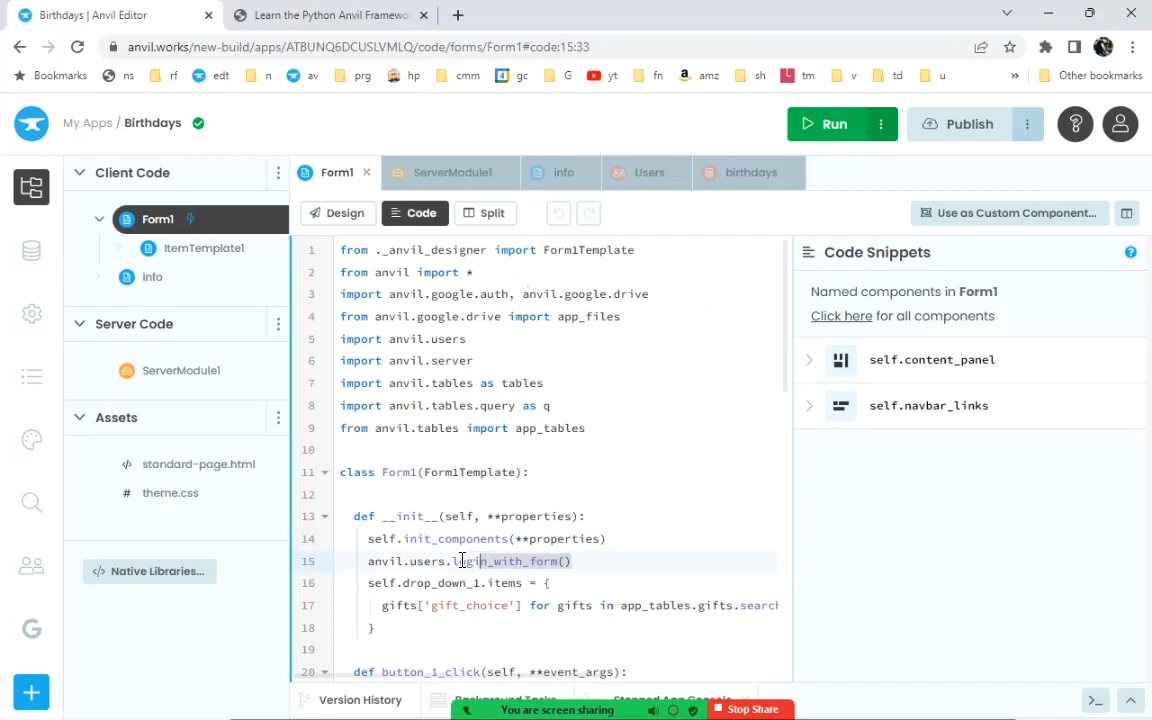 Birthdays | Anvil Editor
Learn the Python Anvil Framewo
anvil.works/new-build/apps/ATBUNQ6DCUSLVMLQ/code/forms/Form1#code:15:33
Bookmarks ns rf edt n av prg hp cmm gc G yt fn amz sh tm v td u » Other bookmarks
My Apps / Birthdays
Run
Publish
Client Code
Form1
ItemTemplate1
info
Server Code
ServerModule1
Assets
standard-page.html
theme.css
Native Libraries...
Form1 ServerModule1 info Users birthdays
Design Code Split
Use as Custom Component...
1 from ._anvil_designer import Form1Template
2 from anvil import *
3 import anvil.google.auth, anvil.google.drive
4 from anvil.google.drive import app_files
5 import anvil.users
6 import anvil.server
7 import anvil.tables as tables
8 import anvil.tables.query as q
9 from anvil.tables import app_tables
10
11 class Form1(Form1Template):
12
13 def __init__(self, **properties):
14 self.init_components(**properties)
15 anvil.users.login_with_form()
16 self.drop_down_1.items = {
17 gifts['gift_choice'] for gifts in app_tables.gifts.search
18 }
19
20 def button_1_click(self, **event_args):
Code Snippets
Named components in Form1
Click here for all components
self.content_panel
self.navbar_links
Version History
Background Tasks
Stopped App Console
You are screen sharing
Stop Share